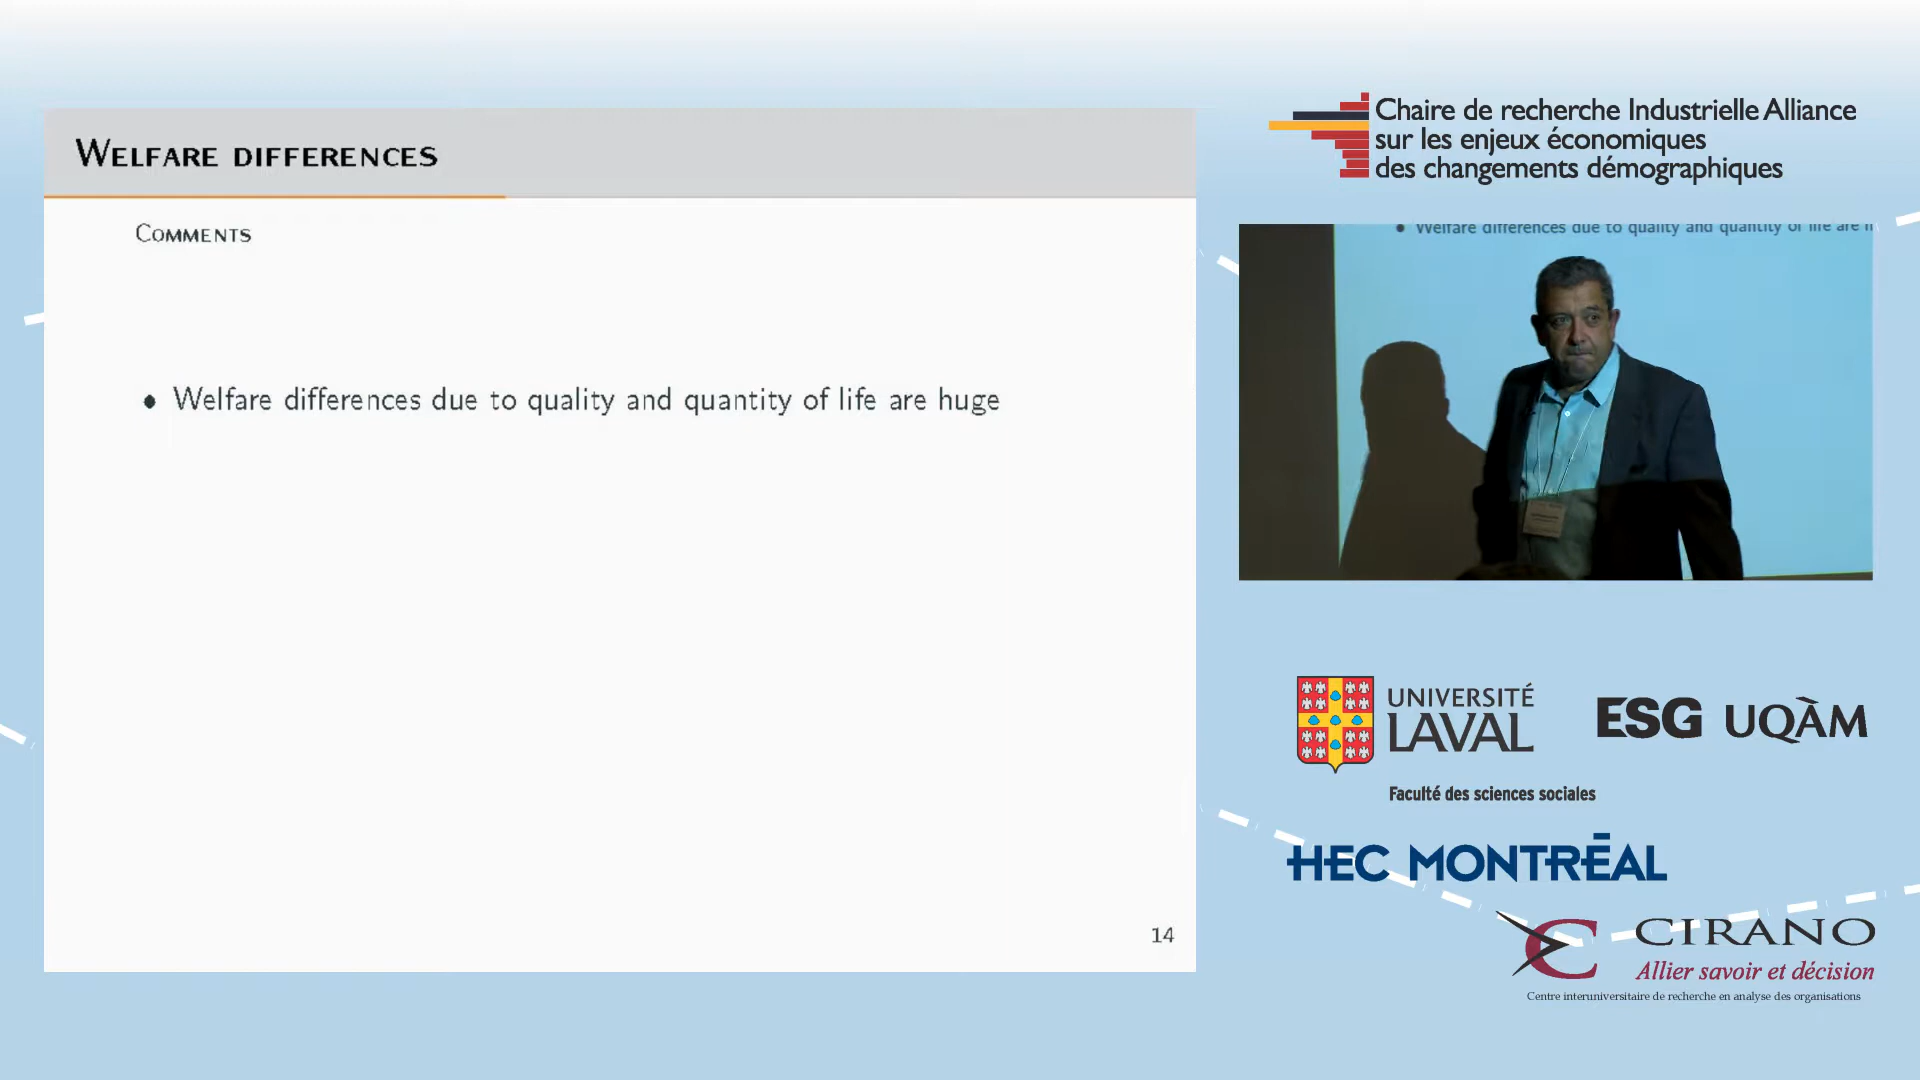 WELFARE DIFFERENCES
COMMENTS
• Welfare differences due to quality and quantity of life are huge
14
Chaire de recherche Industrielle Alliance
sur les enjeux économiques
des changements démographiques
• Welfare differences due to quality and quantity of life are
UNIVERSITÉ
LAVAL
Faculté des sciences sociales
ESG UQÀM
HEC MONTRĒAL
CIRANO
Allier savoir et décision
Centre interuniversitaire de recherche en analyse des organisations